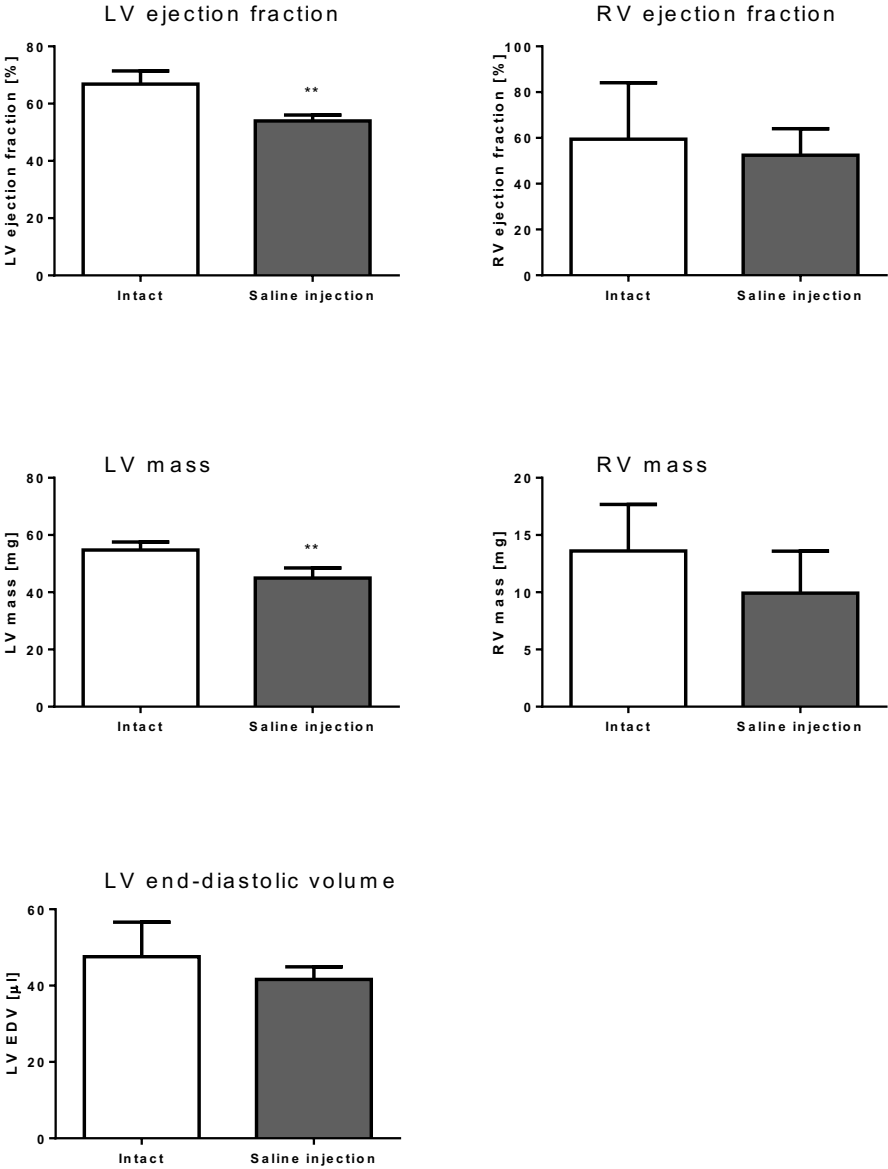 LV ejection fraction
LV ejection fraction [%]
80
60
40
20
0
**
Intact
Saline injection
RV ejection fraction
RV ejection fraction [%]
100
80
60
40
20
0
Intact
Saline injection
LV mass
LV mass [mg]
80
60
40
20
0
**
Intact
Saline injection
RV mass
RV mass [mg]
20
15
10
5
0
Intact
Saline injection
LV end-diastolic volume
LV EDV [μl]
60
40
20
0
Intact
Saline injection